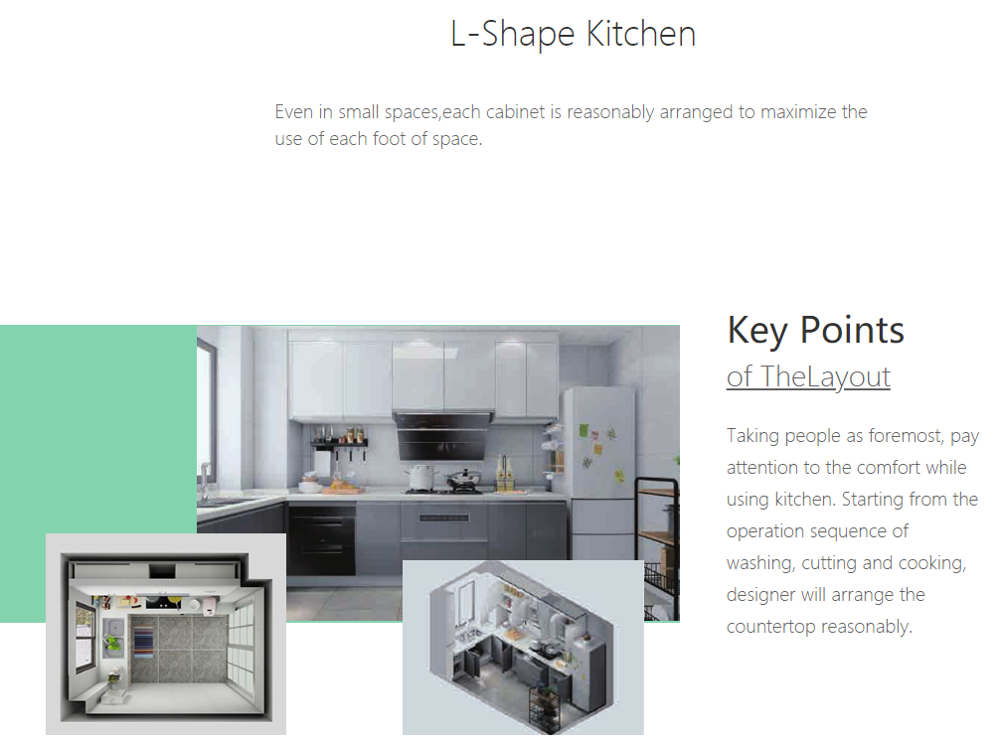 L-Shape Kitchen
Even in small spaces,each cabinet is reasonably arranged to maximize the
use of each foot of space.
Key Points
of TheLayout
Taking people as foremost, pay
attention to the comfort while
using kitchen. Starting from the
operation sequence of
washing, cutting and cooking,
designer will arrange the
countertop reasonably.